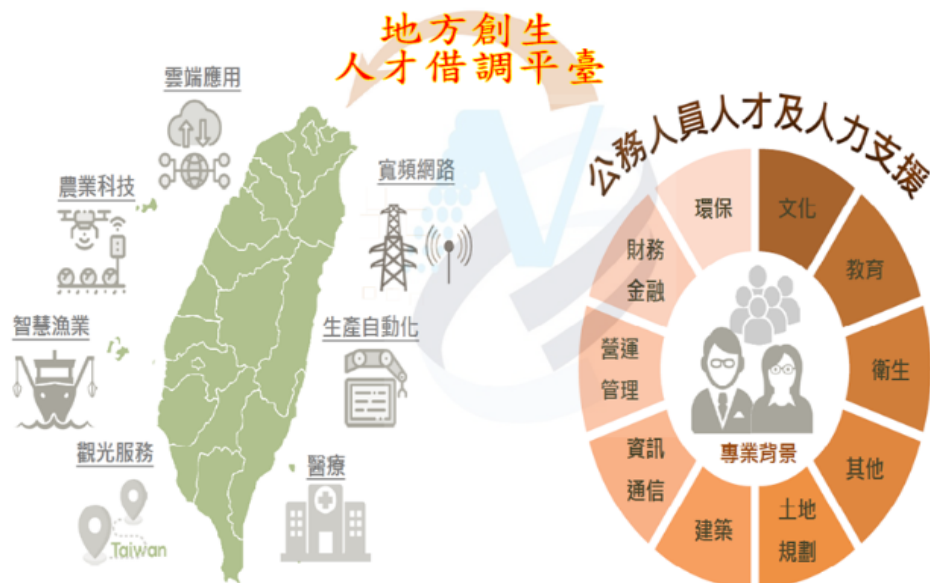 地方創生
人才借調平臺
雲端應用
農業科技
寬頻網路
智慧漁業
生產自動化
觀光服務
醫療
Taiwan
公務人員人才及人力支援
環保
文化
財務
金融
教育
營運
管理
衛生
資訊
通信
其他
建築
土地
規劃
專業背景